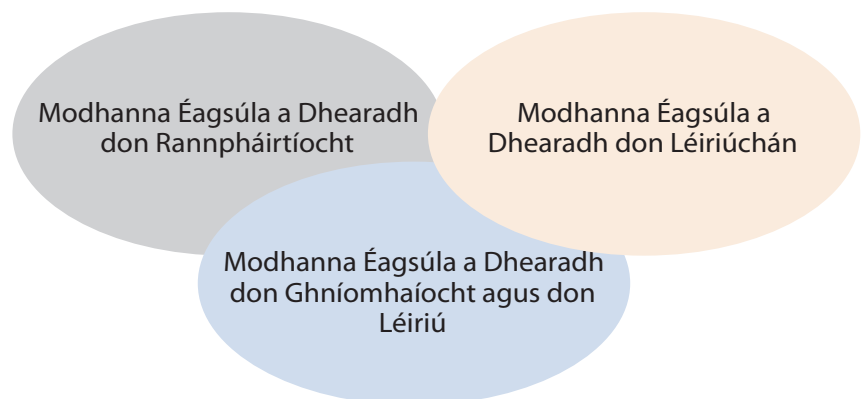 Modhanna Éagsúla a Dhearadh
don Rannpháirtíocht
Modhanna Éagsúla a
Dhearadh don Léiriúchán
Modhanna Éagsúla a Dhearadh
don Ghníomhaíocht agus don
Léiriú